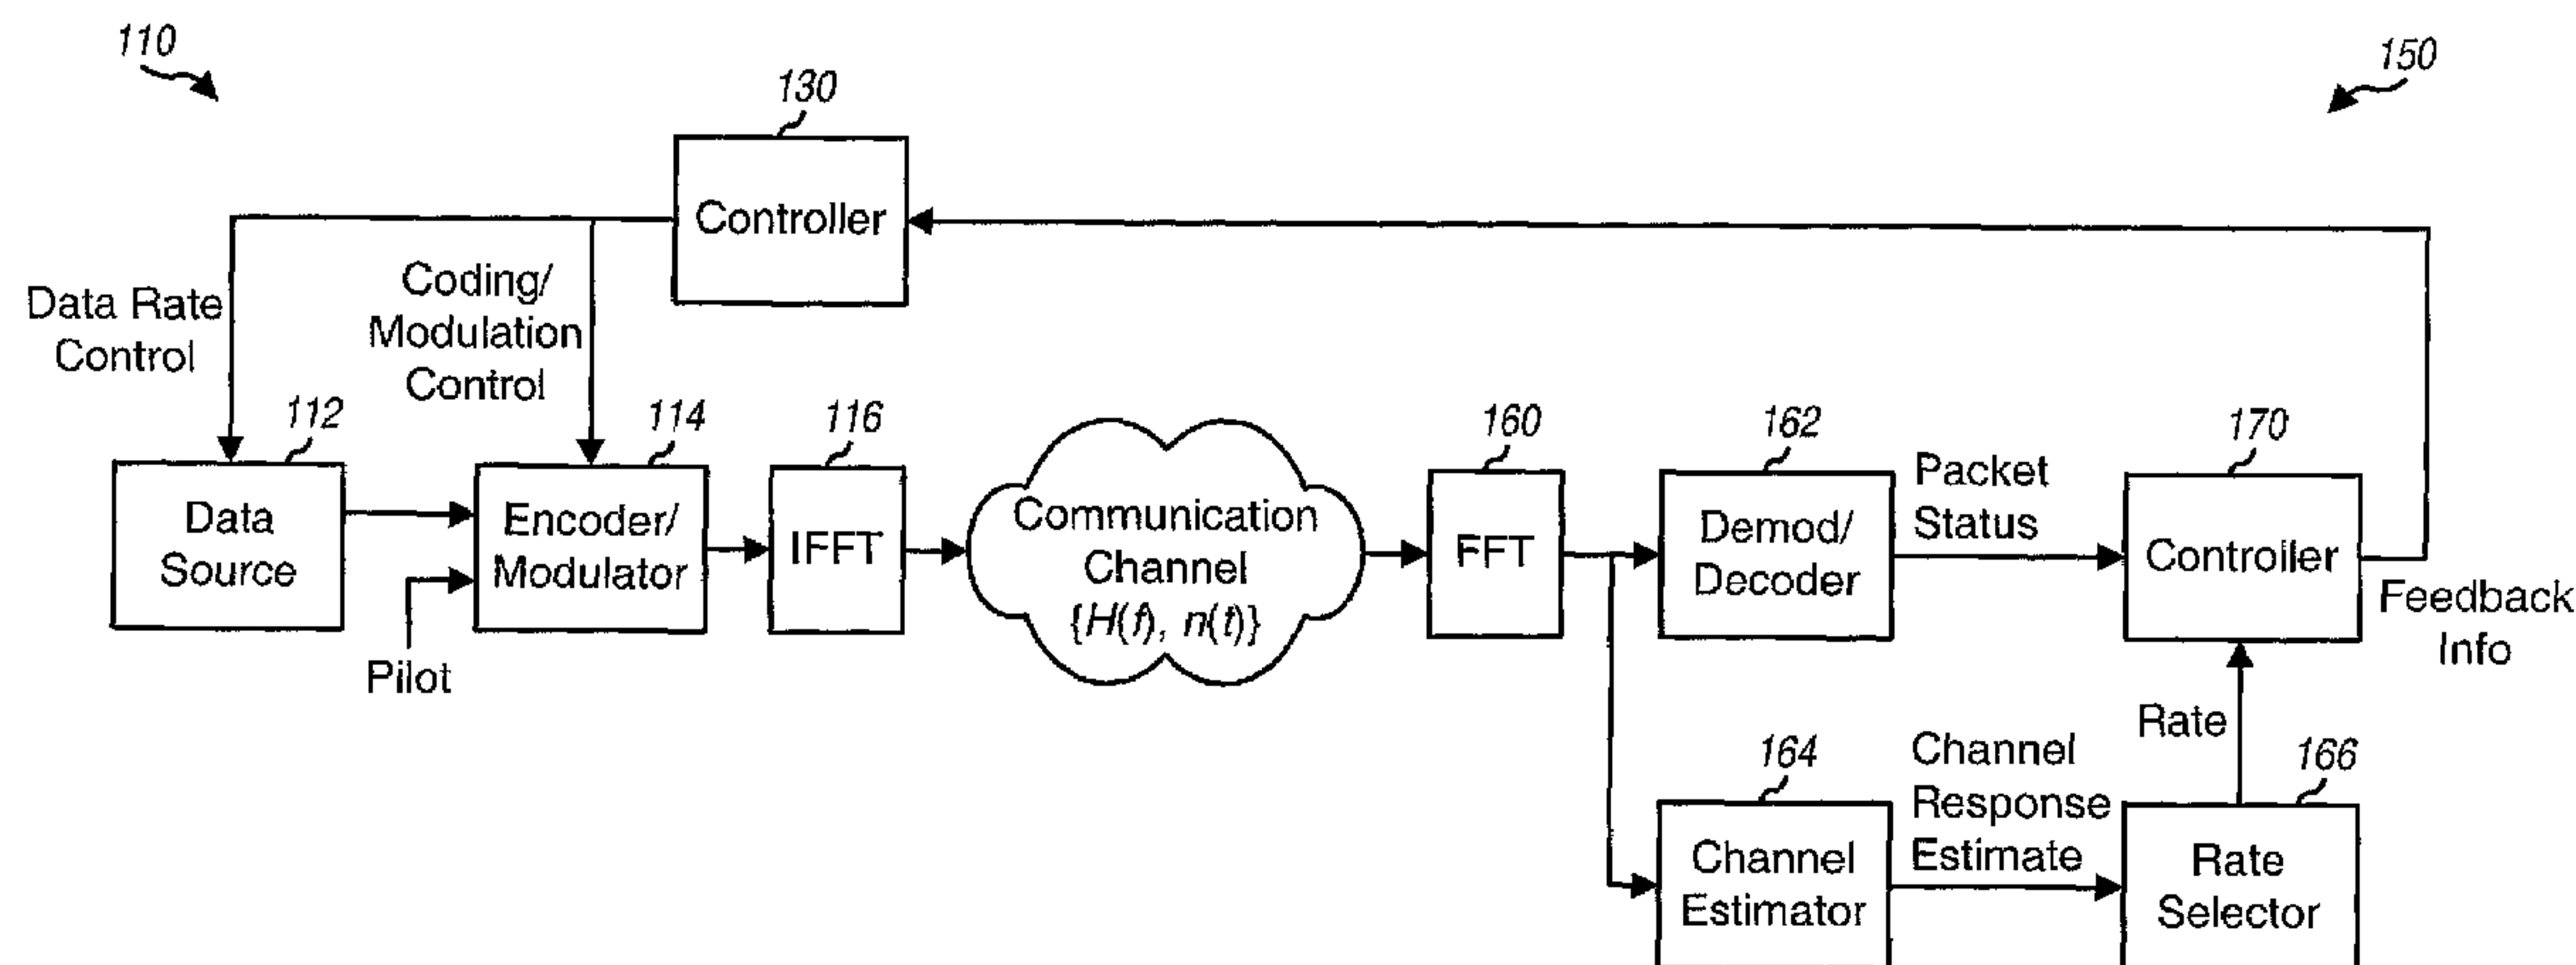 110
150
130
Controller
Data Rate
Control
Coding/
Modulation
Control
112
Data
Source
114
Encoder/
Modulator
Pilot
116
IFFT
Communication
Channel
{H(f), n(t)}
160
FFT
162
Demod/
Decoder
Packet
Status
170
Controller
Feedback
Info
Rate
164
Channel
Estimator
Channel
Response
Estimate
166
Rate
Selector